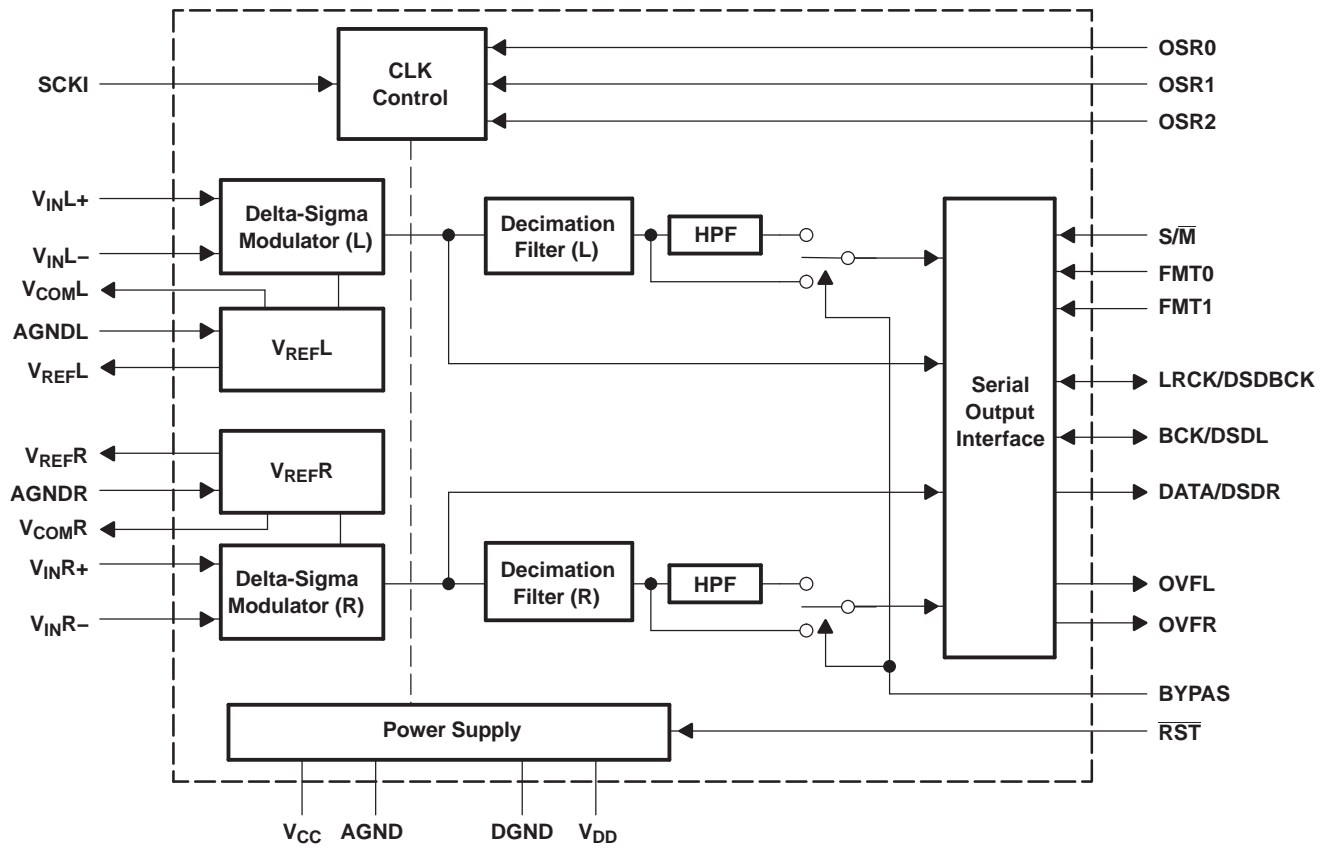 SCKI
CLK
Control
OSR0
OSR1
OSR2
VINL+
VINL−
VCOML
AGNDL
VREFL
Delta-Sigma
Modulator (L)
VREFL
Decimation
Filter (L)
HPF
Serial
Output
Interface
S/M̅
FMT0
FMT1
LRCK/DSDBCK
BCK/DSDL
DATA/DSDR
OVFL
OVFR
BYPAS
R̅S̅T̅
VREFR
AGNDR
VCOMR
VINR+
VINR−
VREFR
Delta-Sigma
Modulator (R)
Decimation
Filter (R)
HPF
Power Supply
VCC AGND DGND VDD